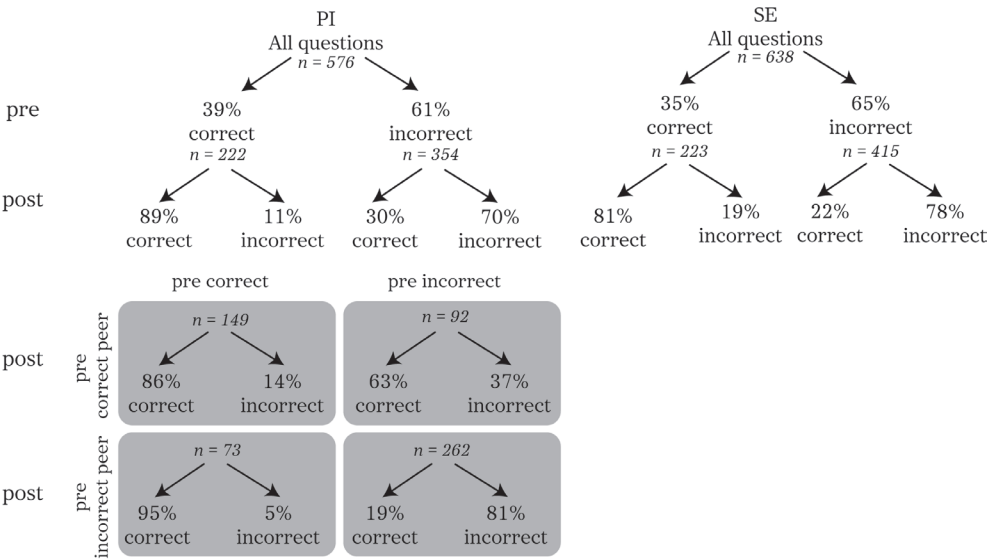 PI
All questions
n = 576
SE
All questions
n = 638
pre
39%
correct
n = 222
61%
incorrect
n = 354
35%
correct
n = 223
65%
incorrect
n = 415
post
89%
correct
11%
incorrect
30%
correct
70%
incorrect
81%
correct
19%
incorrect
22%
correct
78%
incorrect
pre correct
pre incorrect
post
pre
correct peer
n = 149
86%
correct
14%
incorrect
n = 92
63%
correct
37%
incorrect
post
pre
incorrect peer
n = 73
95%
correct
5%
incorrect
n = 262
19%
correct
81%
incorrect